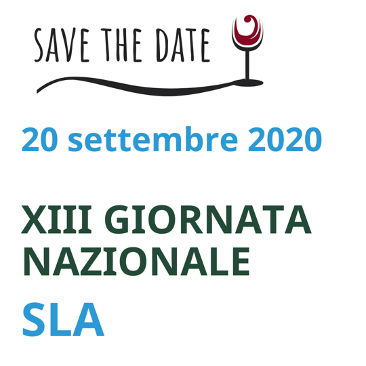 SAVE THE DATE
20 settembre 2020
XIII GIORNATA
NAZIONALE
SLA